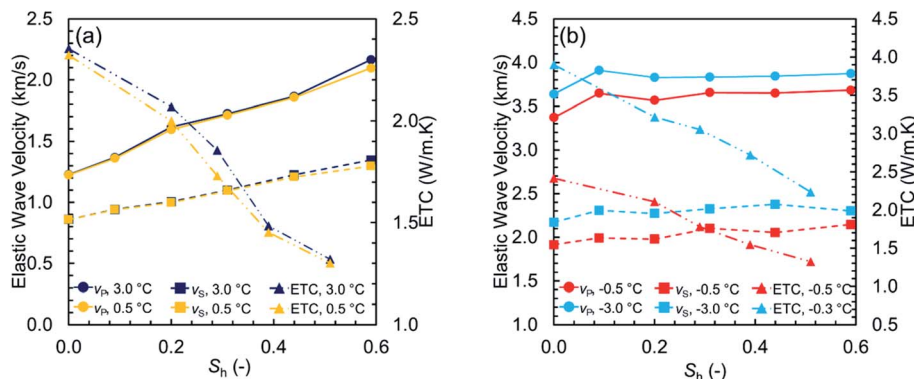 (a)
Elastic Wave Velocity (km/s)
2.5
2.0
1.5
1.0
0.5
0.0
2.5
2.0
1.5
1.0
ETC (W/m.K)
vP, 3.0 °C vS, 3.0 °C ETC, 3.0 °C
vP, 0.5 °C vS, 0.5 °C ETC, 0.5 °C
0.0 0.2 0.4 0.6
Sh (-)
(b)
Elastic Wave Velocity (km/s)
4.5
4.0
3.5
3.0
2.5
2.0
1.5
1.0
4.5
4.0
3.5
3.0
2.5
2.0
1.5
1.0
0.5
ETC (W/m.K)
vP, -0.5 °C vS, -0.5 °C ETC, -0.5 °C
vP, -3.0 °C vS, -3.0 °C ETC, -0.3 °C
0.0 0.2 0.4 0.6
Sh (-)